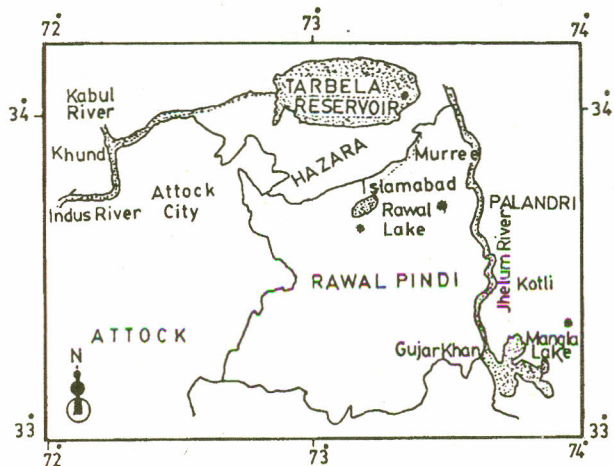 72°
73°
74°
TARBELA
RESERVOIR
34°
34°
Kabul
River
Khund
HAZARA
Murree
Attock
City
Islamabad
Rawal
Lake
Indus River
PALANDRI
Jhelum River
RAWAL PINDI
Kotli
ATTOCK
Gujar Khan
Mangla
Lake
N
33°
33°
72°
73°
74°